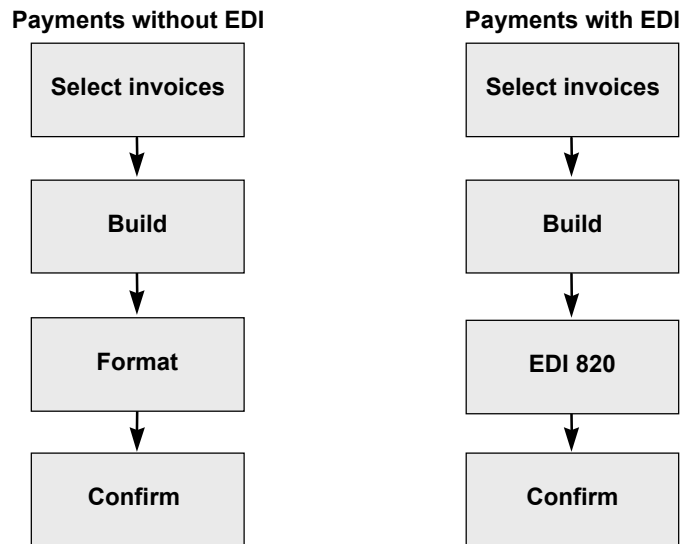 Payments without EDI
Select invoices
Build
Format
Confirm
Payments with EDI
Select invoices
Build
EDI 820
Confirm